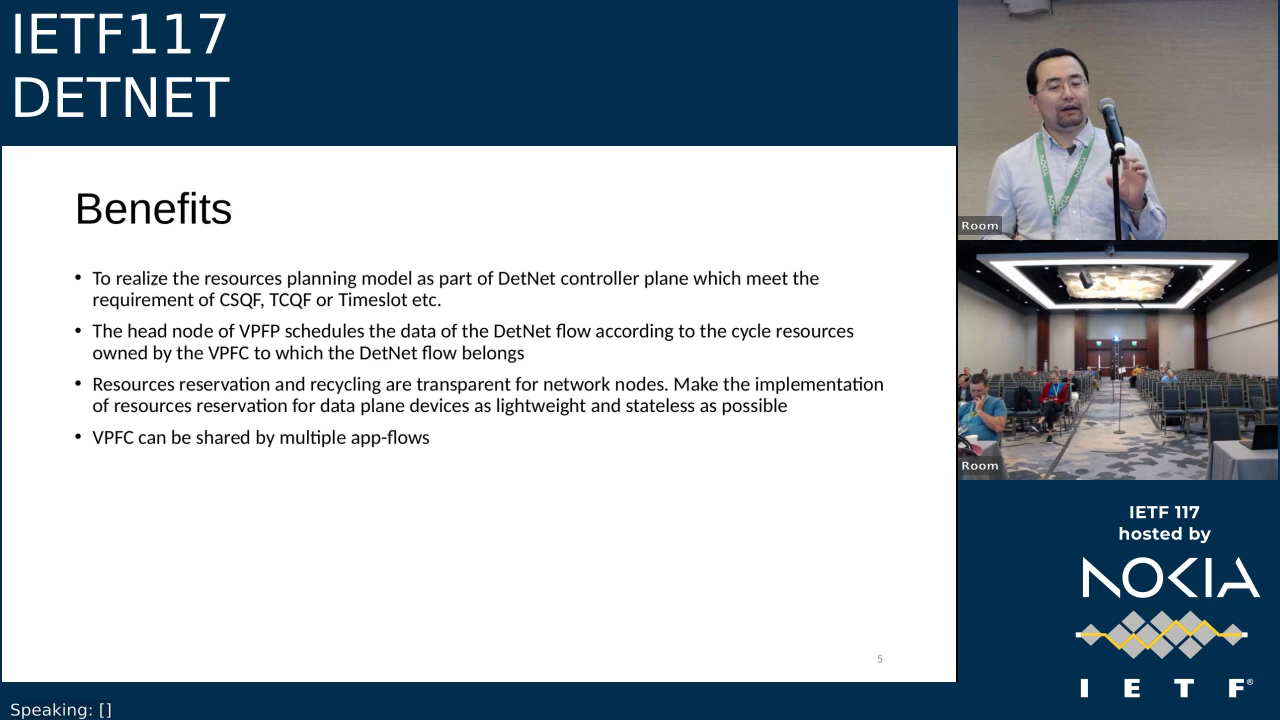 IETF117
DETNET
Benefits
• To realize the resources planning model as part of DetNet controller plane which meet the
requirement of CSQF, TCQF or Timeslot etc.
• The head node of VPFP schedules the data of the DetNet flow according to the cycle resources
owned by the VPFC to which the DetNet flow belongs
• Resources reservation and recycling are transparent for network nodes. Make the implementation
of resources reservation for data plane devices as lightweight and stateless as possible
• VPFC can be shared by multiple app-flows
5
Speaking: []
NOKIA
NOKIA
Room
Room
IETF 117
hosted by
NOKIA
I E T F®